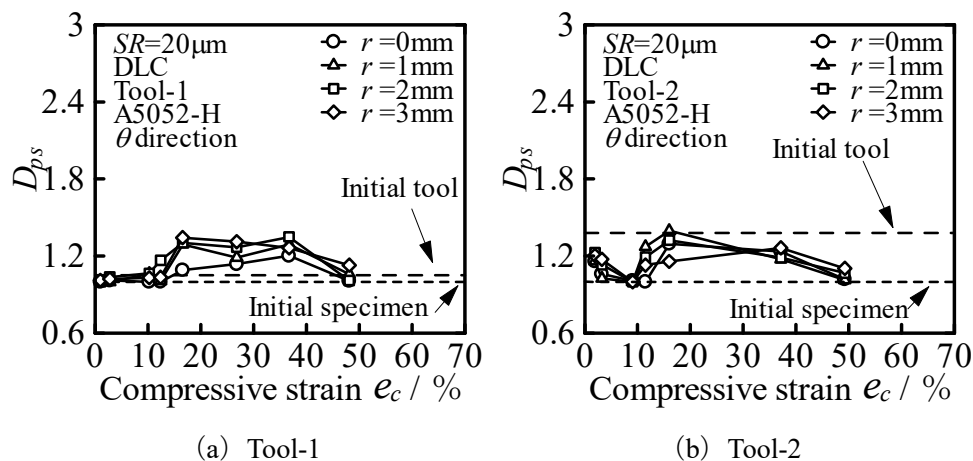 3
2.4
1.8
1.2
0.6
D_ps
SR=20μm
DLC
Tool-1
A5052-H
θ direction
r =0mm
r =1mm
r =2mm
r =3mm
Initial tool
Initial specimen
0 10 20 30 40 50 60 70
Compressive strain e_c / %
(a) Tool-1
3
2.4
1.8
1.2
0.6
D_ps
SR=20μm
DLC
Tool-2
A5052-H
θ direction
r =0mm
r =1mm
r =2mm
r =3mm
Initial tool
Initial specimen
0 10 20 30 40 50 60 70
Compressive strain e_c / %
(b) Tool-2